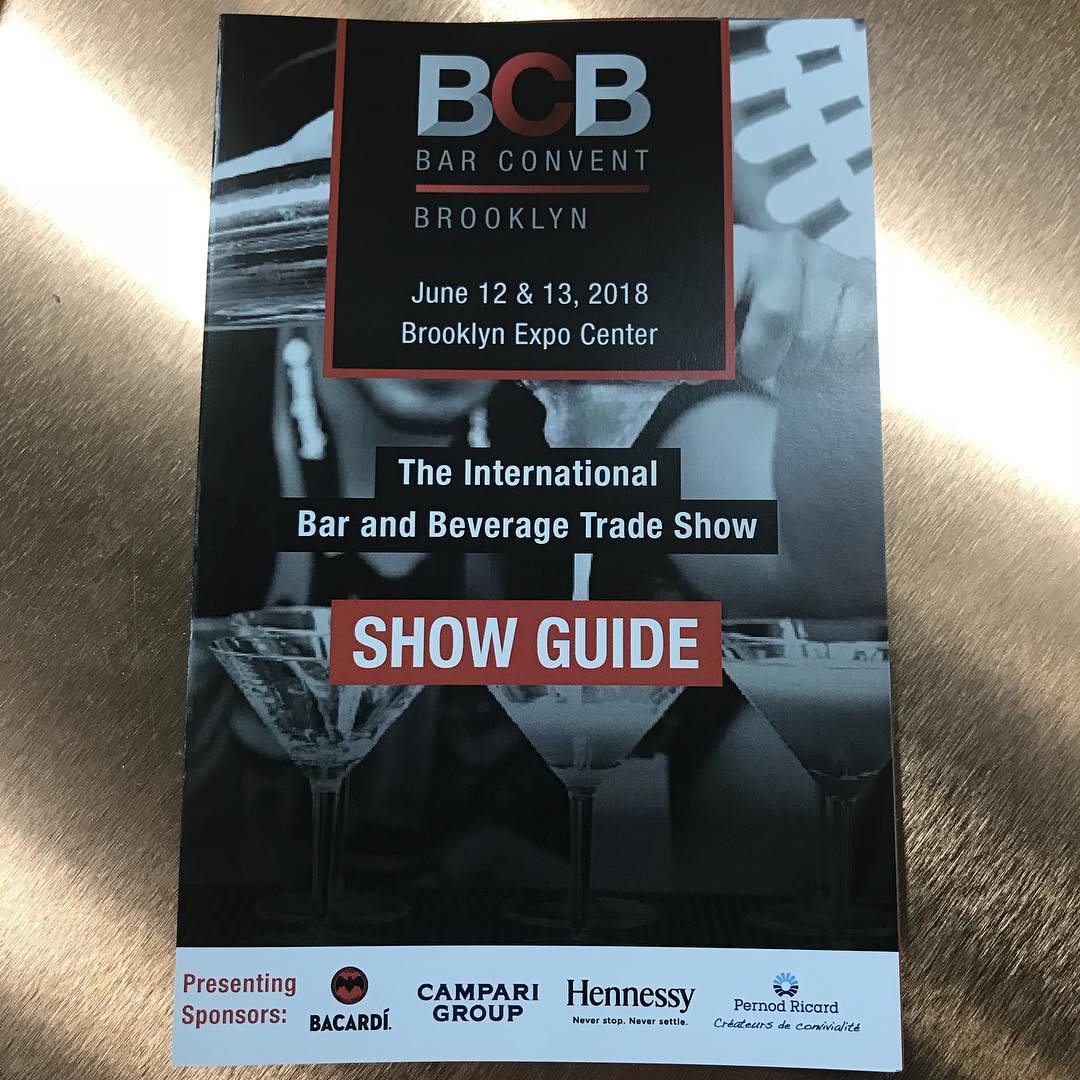 BCB
BAR CONVENT
BROOKLYN
June 12 & 13, 2018
Brooklyn Expo Center
The International
Bar and Beverage Trade Show
SHOW GUIDE
Presenting
Sponsors:
BACARDÍ.
CAMPARI
GROUP
Hennessy
Never stop. Never settle.
Pernod Ricard
Créateurs de convivialité